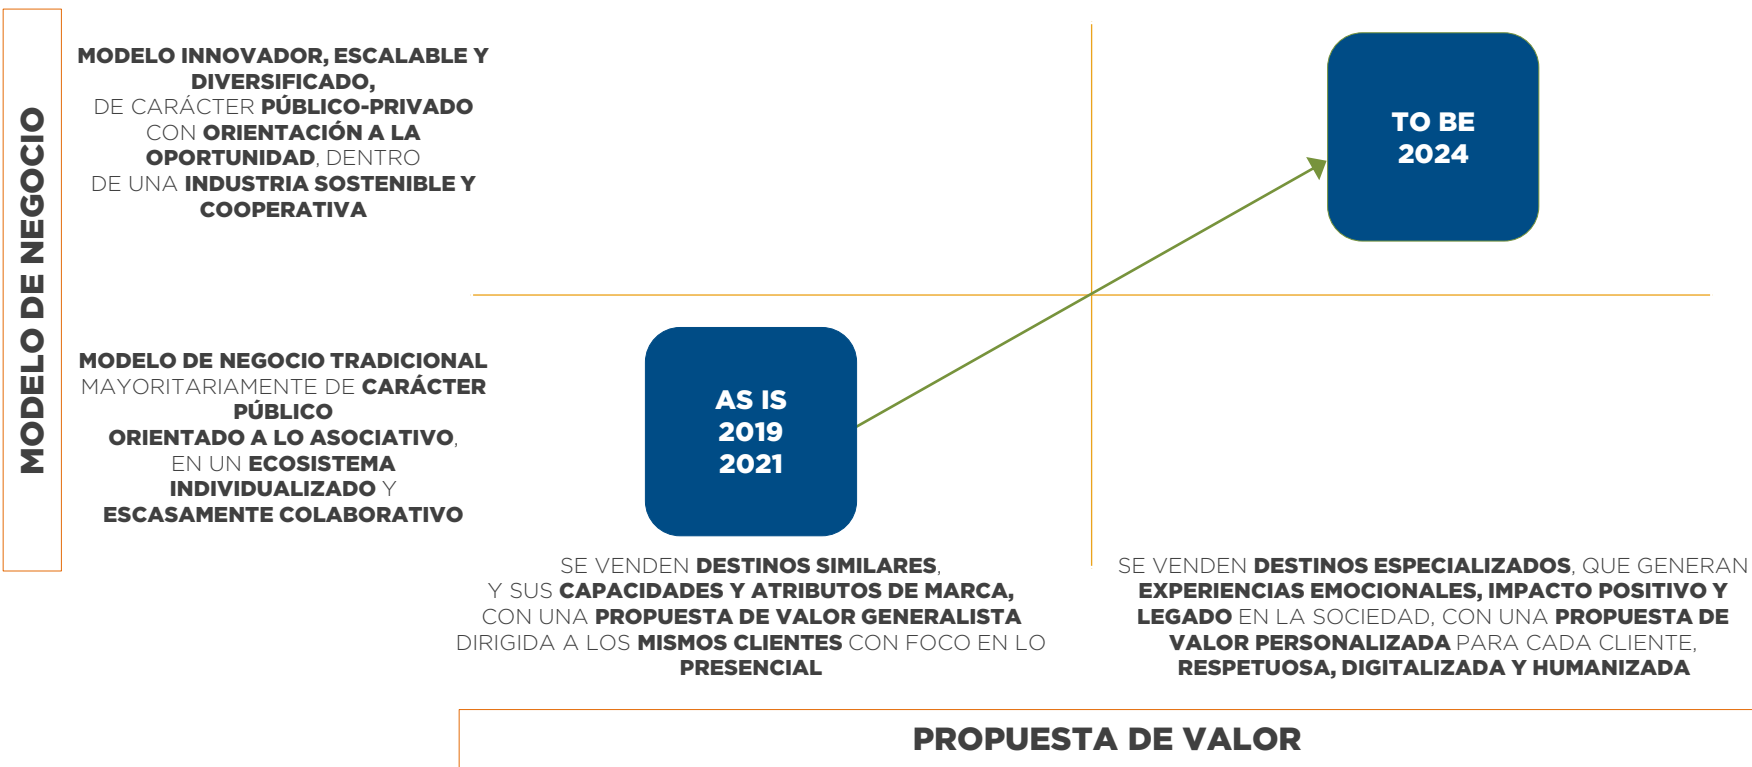 MODELO DE NEGOCIO
MODELO INNOVADOR, ESCALABLE Y
DIVERSIFICADO,
DE CARÁCTER PÚBLICO-PRIVADO
CON ORIENTACIÓN A LA
OPORTUNIDAD, DENTRO
DE UNA INDUSTRIA SOSTENIBLE Y
COOPERATIVA
TO BE
2024
MODELO DE NEGOCIO TRADICIONAL
MAYORITARIAMENTE DE CARÁCTER
PÚBLICO
ORIENTADO A LO ASOCIATIVO,
EN UN ECOSISTEMA
INDIVIDUALIZADO Y
ESCASAMENTE COLABORATIVO
AS IS
2019
2021
SE VENDEN DESTINOS SIMILARES,
Y SUS CAPACIDADES Y ATRIBUTOS DE MARCA,
CON UNA PROPUESTA DE VALOR GENERALISTA
DIRIGIDA A LOS MISMOS CLIENTES CON FOCO EN LO
PRESENCIAL
SE VENDEN DESTINOS ESPECIALIZADOS, QUE GENERAN
EXPERIENCIAS EMOCIONALES, IMPACTO POSITIVO Y
LEGADO EN LA SOCIEDAD, CON UNA PROPUESTA DE
VALOR PERSONALIZADA PARA CADA CLIENTE,
RESPETUOSA, DIGITALIZADA Y HUMANIZADA
PROPUESTA DE VALOR